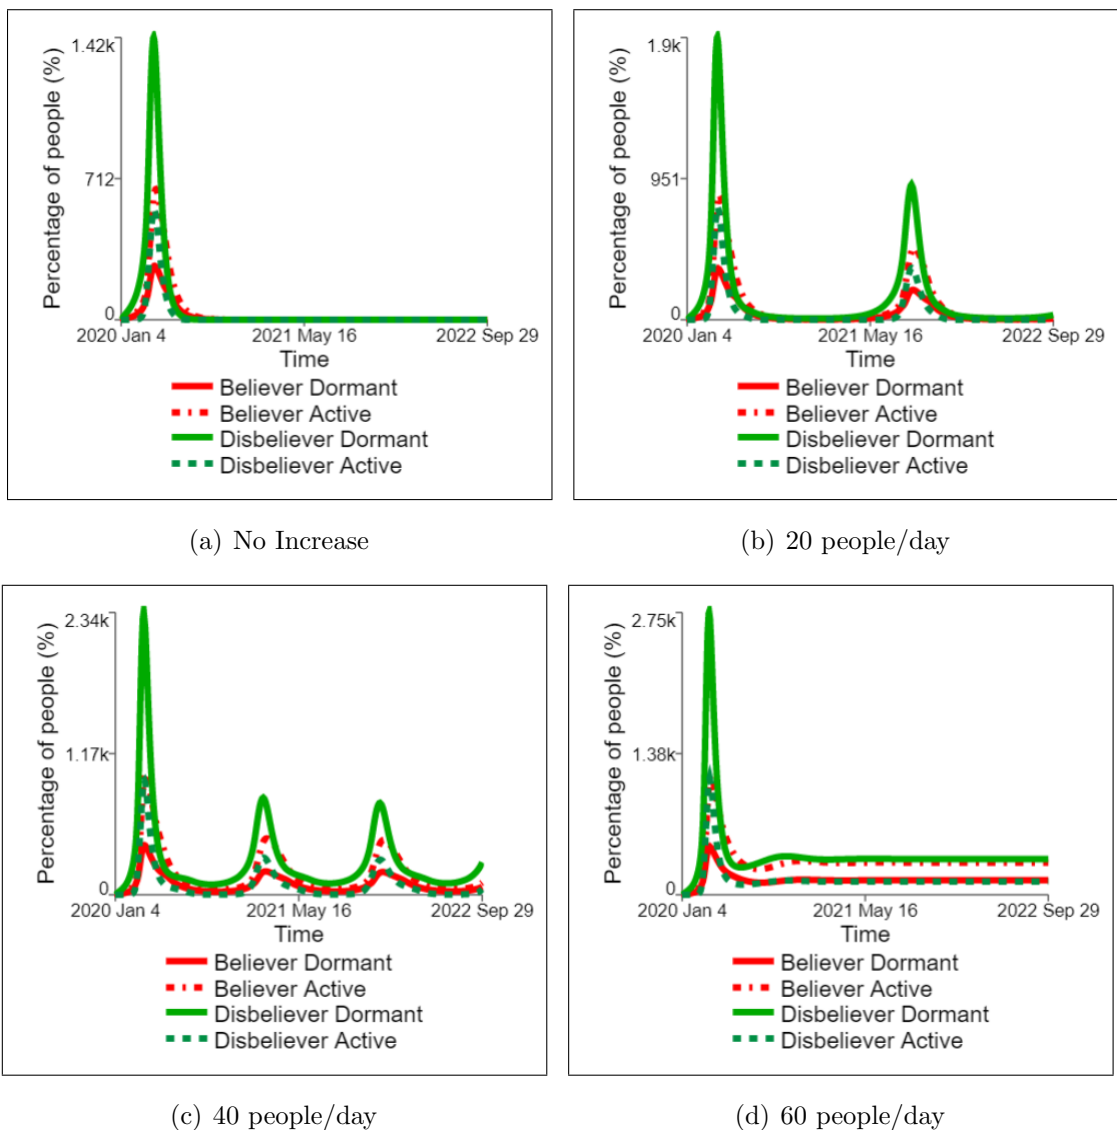 Percentage of people (%)
1.42k
712
0
2020 Jan 4
2021 May 16
2022 Sep 29
Time
Believer Dormant
Believer Active
Disbeliever Dormant
Disbeliever Active
(a) No Increase
Percentage of people (%)
1.9k
951
0
2020 Jan 4
2021 May 16
2022 Sep 29
Time
Believer Dormant
Believer Active
Disbeliever Dormant
Disbeliever Active
(b) 20 people/day
Percentage of people (%)
2.34k
1.17k
0
2020 Jan 4
2021 May 16
2022 Sep 29
Time
Believer Dormant
Believer Active
Disbeliever Dormant
Disbeliever Active
(c) 40 people/day
Percentage of people (%)
2.75k
1.38k
0
2020 Jan 4
2021 May 16
2022 Sep 29
Time
Believer Dormant
Believer Active
Disbeliever Dormant
Disbeliever Active
(d) 60 people/day